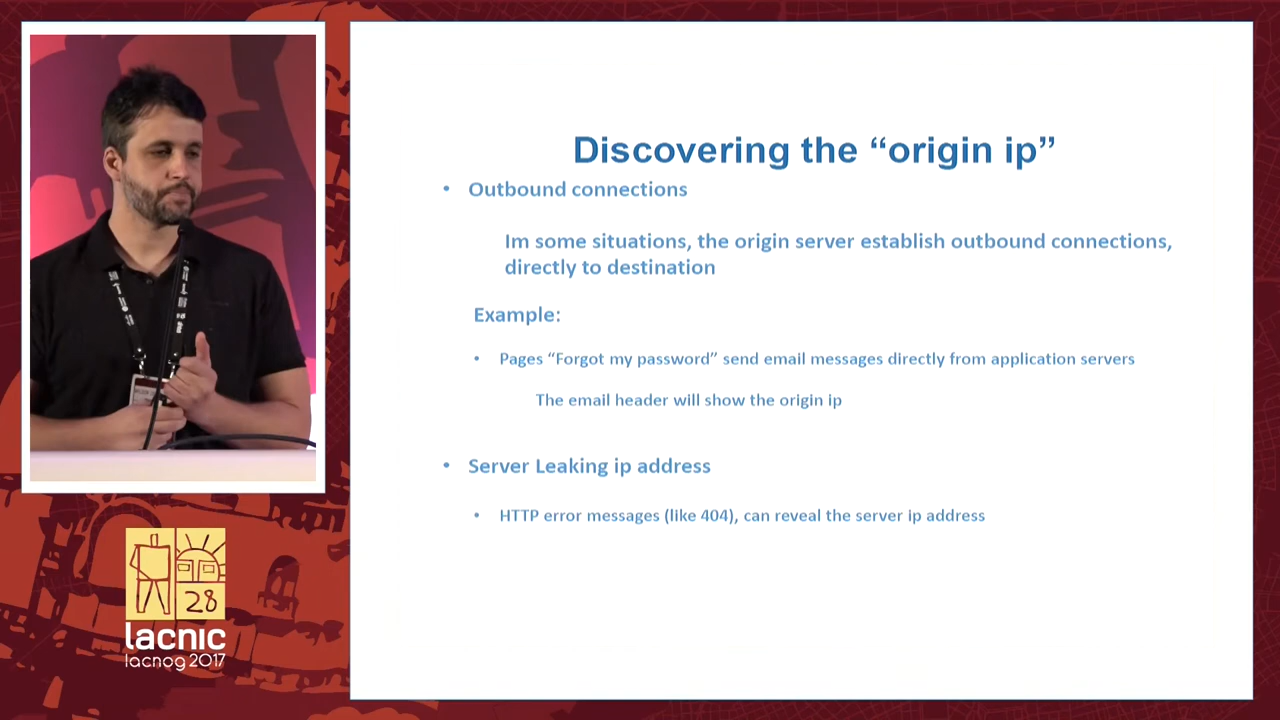 Discovering the “origin ip”
• Outbound connections
Im some situations, the origin server establish outbound connections,
directly to destination
Example:
• Pages “Forgot my password” send email messages directly from application servers
The email header will show the origin ip
• Server Leaking ip address
• HTTP error messages (like 404), can reveal the server ip address
28
lacnic
lacnog 2017